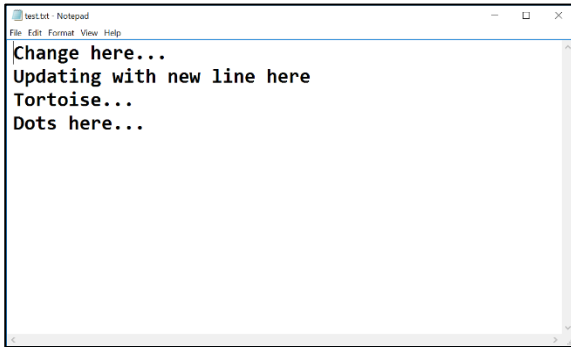 test.txt - Notepad
File Edit Format View Help
Change here...
Updating with new line here
Tortoise...
Dots here...